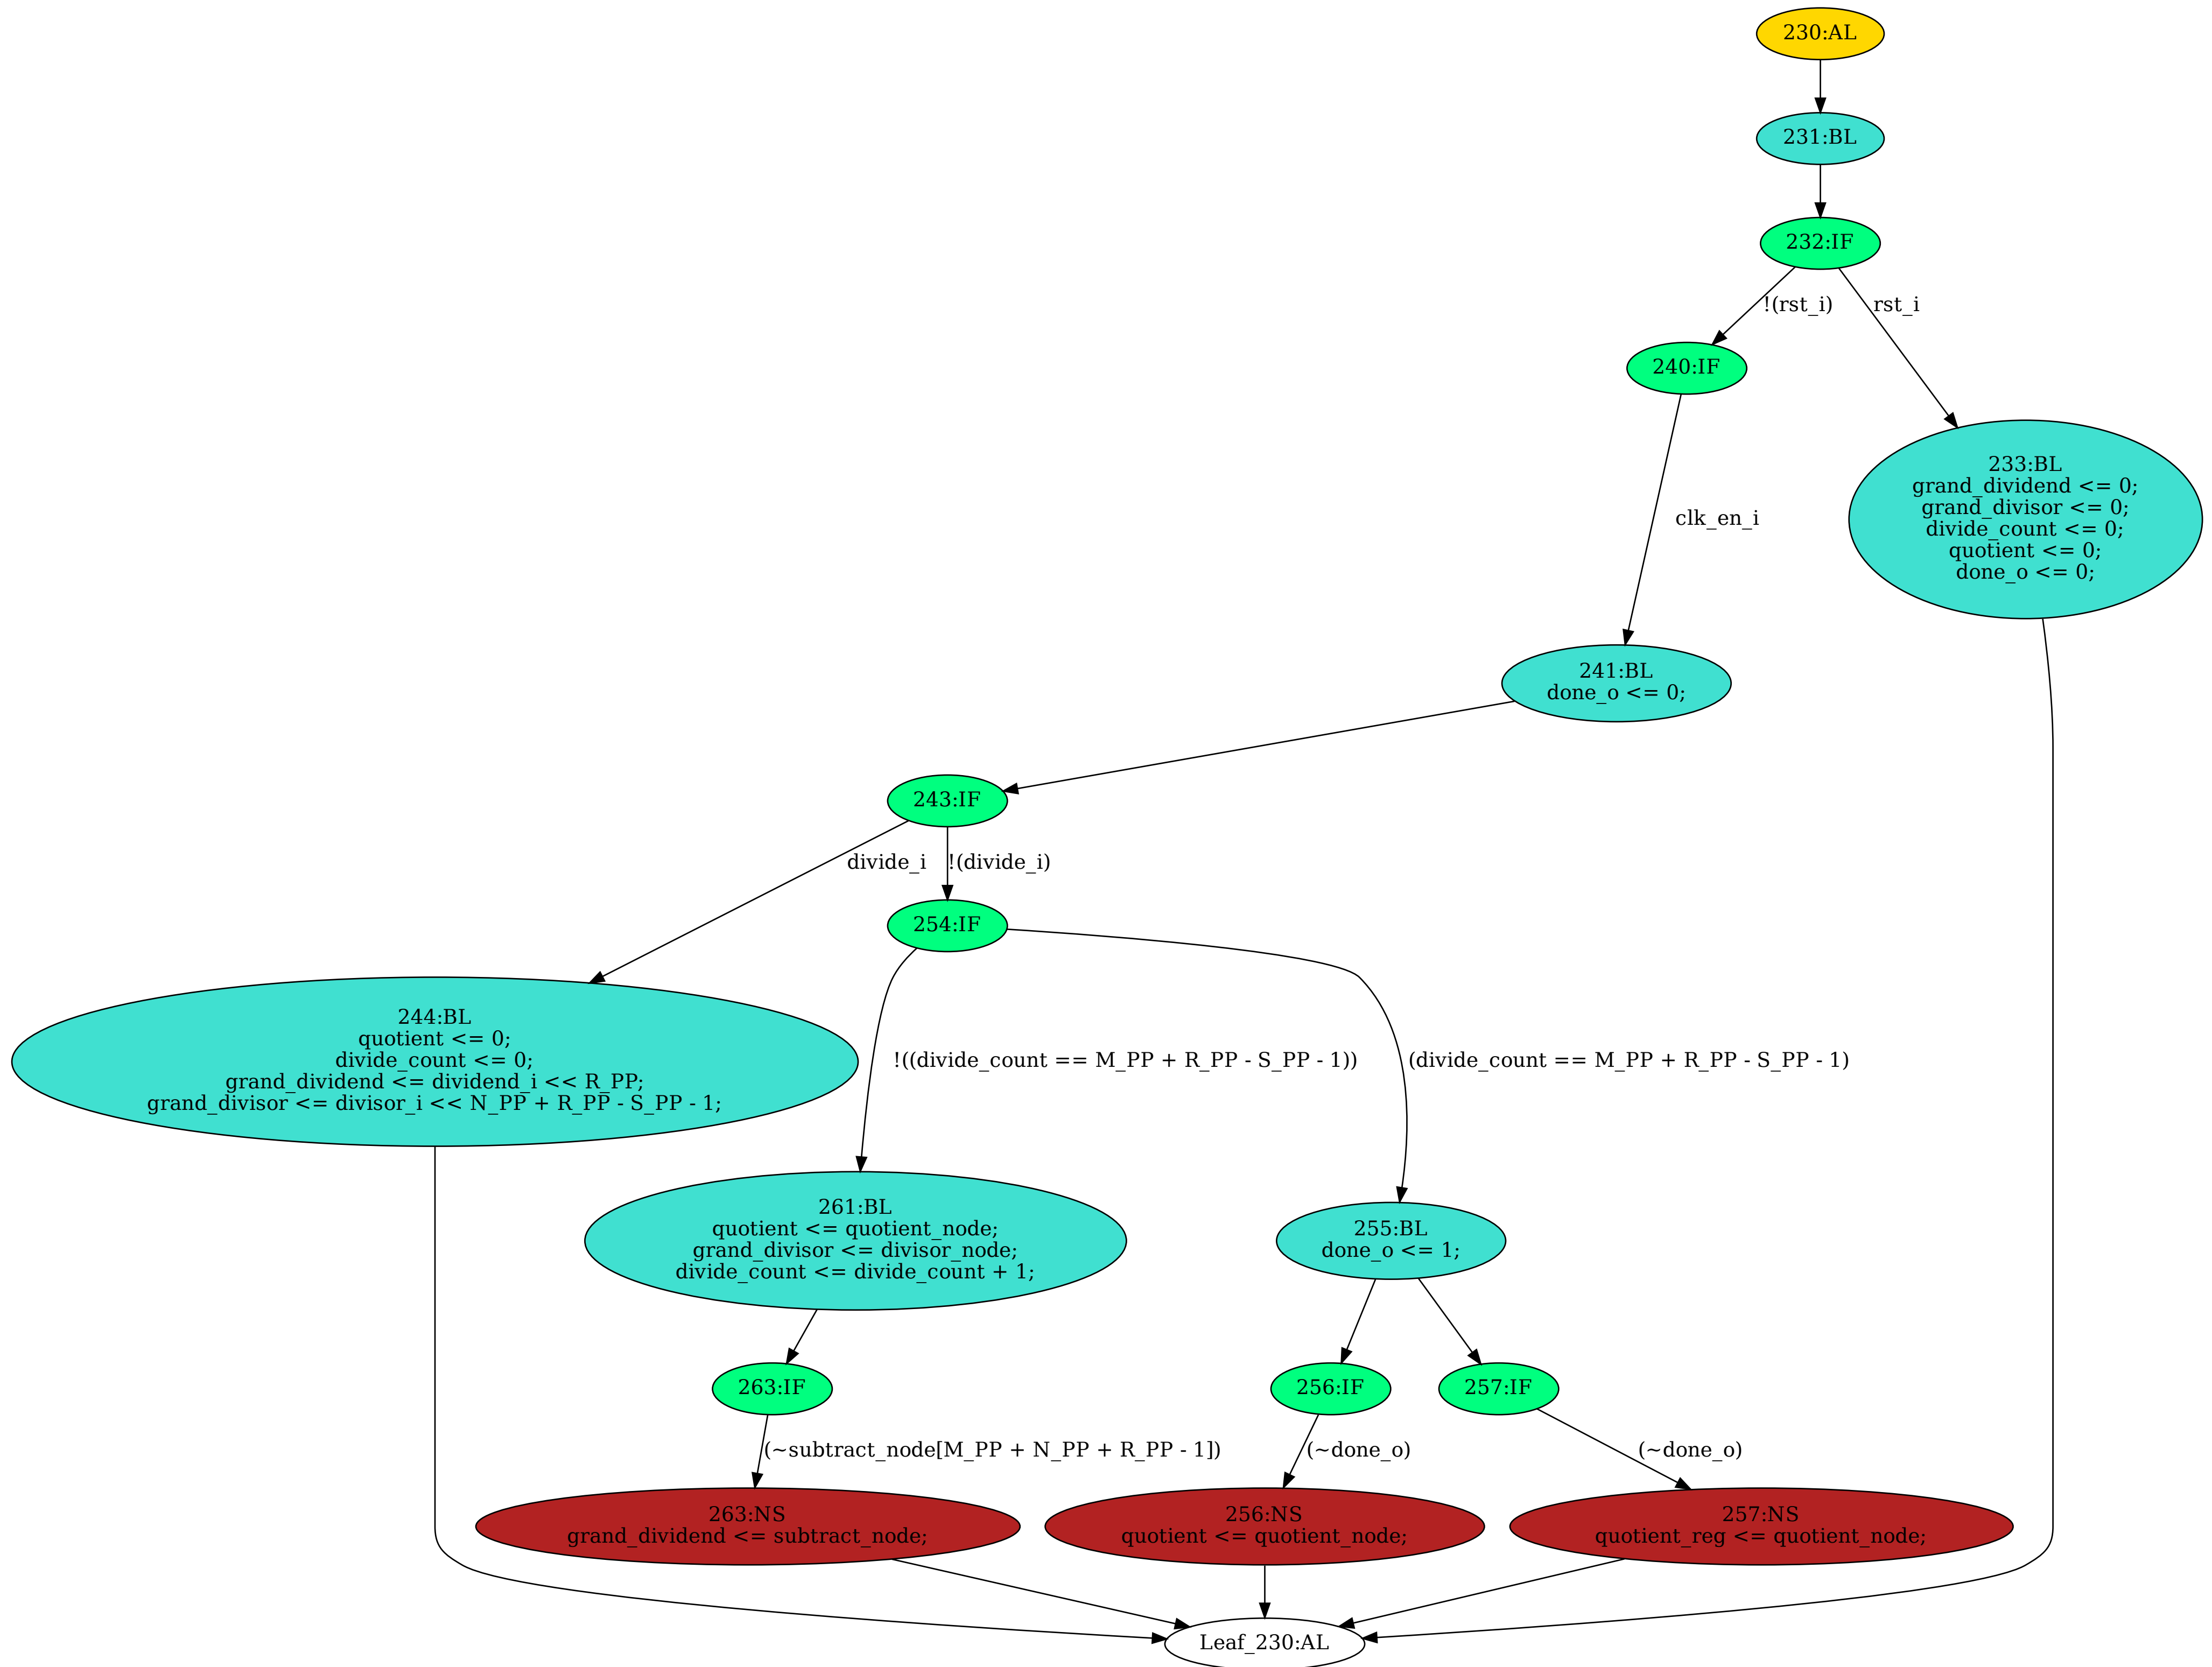 230:AL
231:BL
232:IF
!(rst_i)
rst_i
240:IF
233:BL
grand_dividend <= 0;
grand_divisor <= 0;
divide_count <= 0;
quotient <= 0;
done_o <= 0;
clk_en_i
241:BL
done_o <= 0;
243:IF
divide_i
!(divide_i)
254:IF
244:BL
quotient <= 0;
divide_count <= 0;
grand_dividend <= dividend_i << R_PP;
grand_divisor <= divisor_i << N_PP + R_PP - S_PP - 1;
!((divide_count == M_PP + R_PP - S_PP - 1))
(divide_count == M_PP + R_PP - S_PP - 1)
261:BL
quotient <= quotient_node;
grand_divisor <= divisor_node;
divide_count <= divide_count + 1;
255:BL
done_o <= 1;
263:IF
256:IF
257:IF
(~subtract_node[M_PP + N_PP + R_PP - 1])
(~done_o)
(~done_o)
263:NS
grand_dividend <= subtract_node;
256:NS
quotient <= quotient_node;
257:NS
quotient_reg <= quotient_node;
Leaf_230:AL